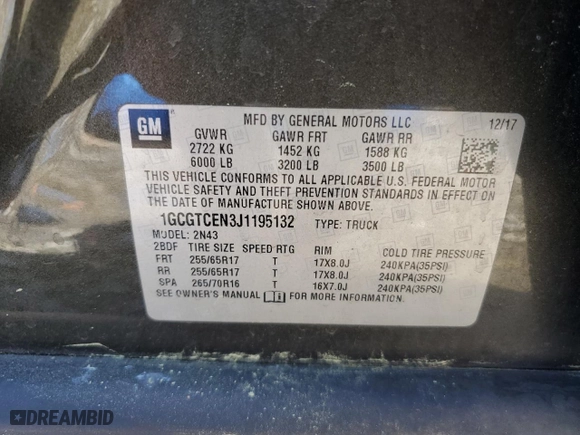 GM
MFD BY GENERAL MOTORS LLC 12/17
GVWR GAWR FRT GAWR RR
2722 KG 1452 KG 1588 KG
6000 LB 3200 LB 3500 LB
THIS VEHICLE CONFORMS TO ALL APPLICABLE U.S. FEDERAL MOTOR
VEHICLE SAFETY AND THEFT PREVENTION STANDARDS IN EFFECT ON
THE DATE OF MANUFACTURE SHOWN ABOVE.
1GCGTCEN3J1195132 TYPE: TRUCK
MODEL: 2N43
2BDF TIRE SIZE SPEED RTG RIM COLD TIRE PRESSURE
FRT 255/65R17 T 17X8.0J 240KPA(35PSI)
RR 255/65R17 T 17X8.0J 240KPA(35PSI)
SPA 265/70R16 T 16X7.0J 240KPA(35PSI)
SEE OWNER'S MANUAL FOR MORE INFORMATION.
DREAMBID